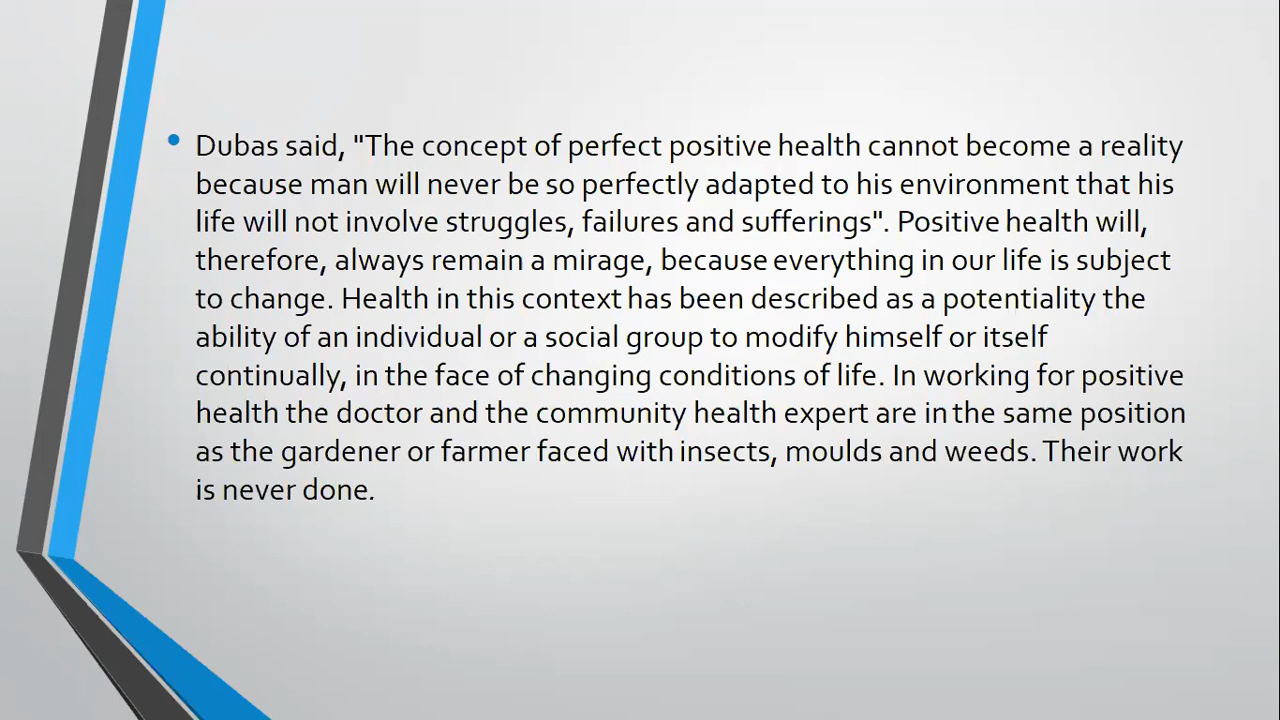 Dubas said, "The concept of perfect positive health cannot become a reality
because man will never be so perfectly adapted to his environment that his
life will not involve struggles, failures and sufferings". Positive health will,
therefore, always remain a mirage, because everything in our life is subject
to change. Health in this context has been described as a potentiality the
ability of an individual or a social group to modify himself or itself
continually, in the face of changing conditions of life. In working for positive
health the doctor and the community health expert are in the same position
as the gardener or farmer faced with insects, moulds and weeds. Their work
is never done.